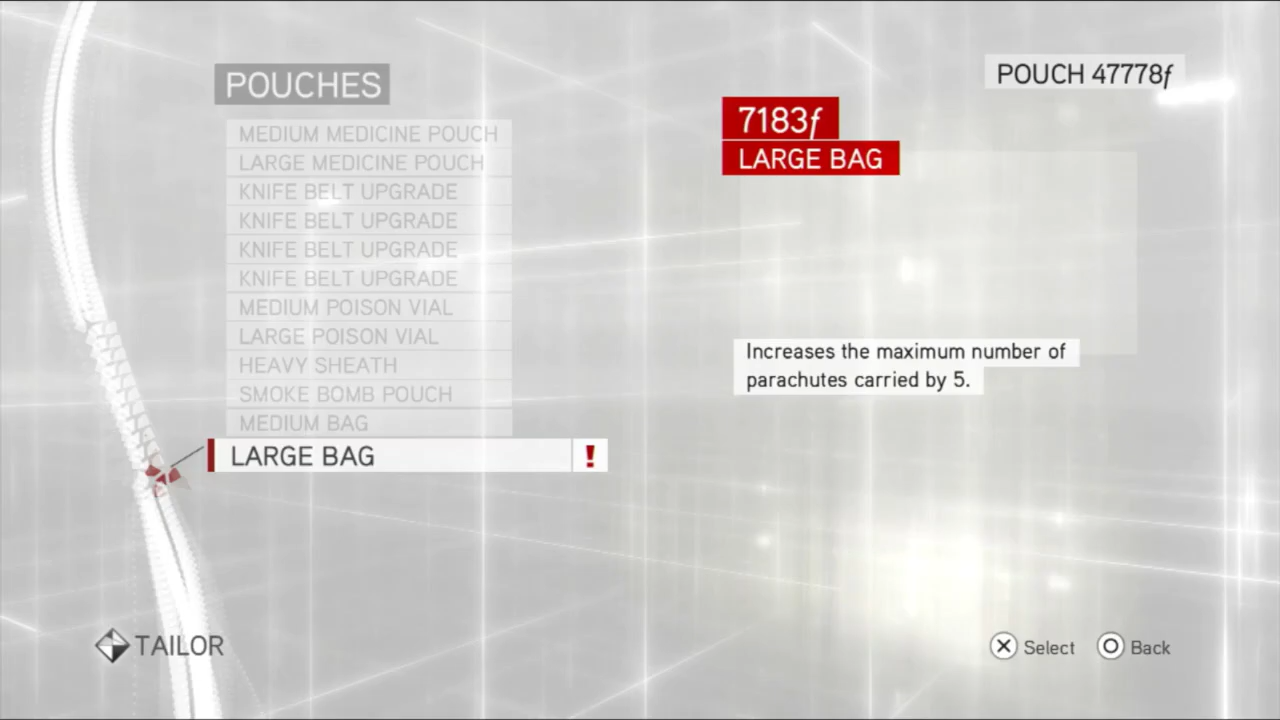 POUCHES
POUCH 47778ƒ
MEDIUM MEDICINE POUCH
LARGE MEDICINE POUCH
KNIFE BELT UPGRADE
KNIFE BELT UPGRADE
KNIFE BELT UPGRADE
KNIFE BELT UPGRADE
MEDIUM POISON VIAL
LARGE POISON VIAL
HEAVY SHEATH
SMOKE BOMB POUCH
MEDIUM BAG
LARGE BAG !
7183ƒ
LARGE BAG
Increases the maximum number of
parachutes carried by 5.
TAILOR
Select
Back